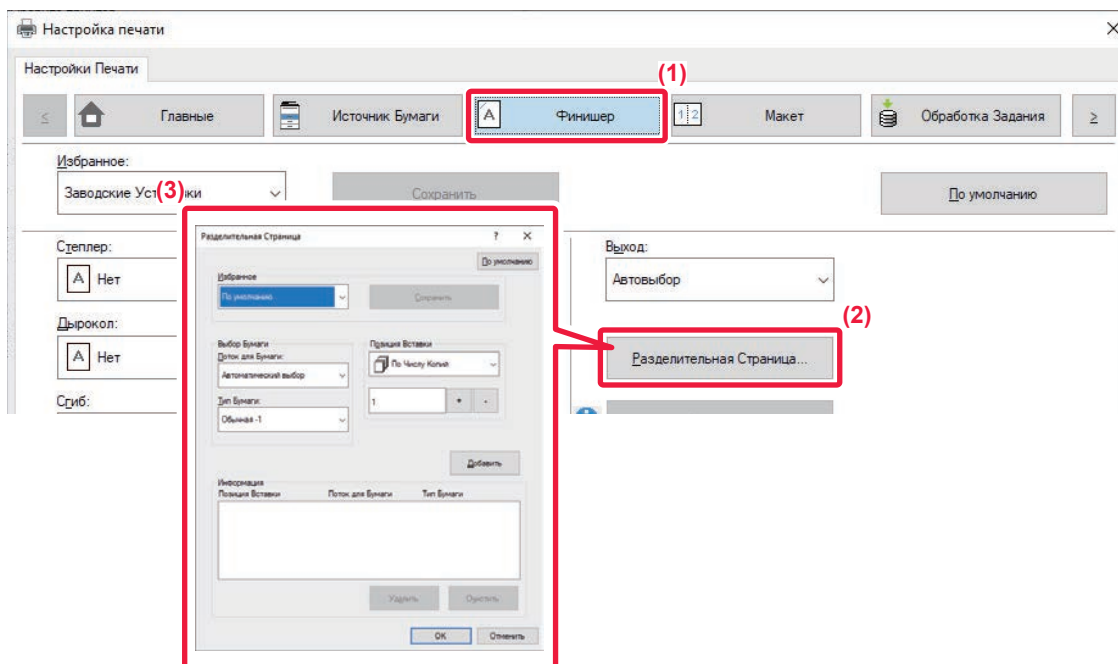 Настройка печати
Настройки Печати
(1)
Главные
Источник Бумаги
Финишер
Макет
Обработка Задания
Избранное:
Заводские Уст
ки
(3)
Сохранить
По умолчанию
Степлер:
Нет
Дырокол:
Нет
Сгиб:
Разделительная Страница
По умолчанию
Избранное
По умолчанию
Сохранить
Выбор Бумаги
Поток для Бумаги:
Автоматический выбор
Тип Бумаги:
Обычная -1
Позиция Вставки
По Числу Копий
1
+ -
Добавить
Информация
Позиция Вставки Поток для Бумаги Тип Бумаги
Удалить Очистить
OK Отменить
Выход:
Автовыбор
(2)
Разделительная Страница...